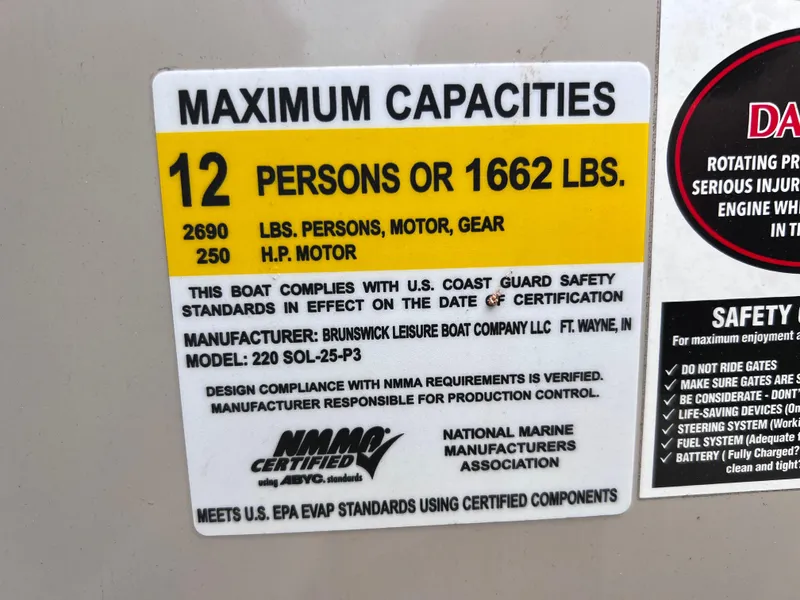 MAXIMUM CAPACITIES
12 PERSONS OR 1662 LBS.
2690 LBS. PERSONS, MOTOR, GEAR
250 H.P. MOTOR
THIS BOAT COMPLIES WITH U.S. COAST GUARD SAFETY
STANDARDS IN EFFECT ON THE DATE OF CERTIFICATION
MANUFACTURER: BRUNSWICK LEISURE BOAT COMPANY LLC FT. WAYNE, IN
MODEL: 220 SOL-25-P3
DESIGN COMPLIANCE WITH NMMA REQUIREMENTS IS VERIFIED.
MANUFACTURER RESPONSIBLE FOR PRODUCTION CONTROL.
NMMA
CERTIFIED
using ABYC. standards
NATIONAL MARINE
MANUFACTURERS
ASSOCIATION
MEETS U.S. EPA EVAP STANDARDS USING CERTIFIED COMPONENTS
DA
ROTATING PR
SERIOUS INJUR
ENGINE WH
IN T
SAFETY
For maximum enjoyment a
✓ DO NOT RIDE GATES
✓ MAKE SURE GATES ARE S
✓ BE CONSIDERATE - DON'T
✓ LIFE-SAVING DEVICES (On
✓ STEERING SYSTEM (Worki
✓ FUEL SYSTEM (Adequate f
✓ BATTERY ( Fully Charged?
clean and tight?